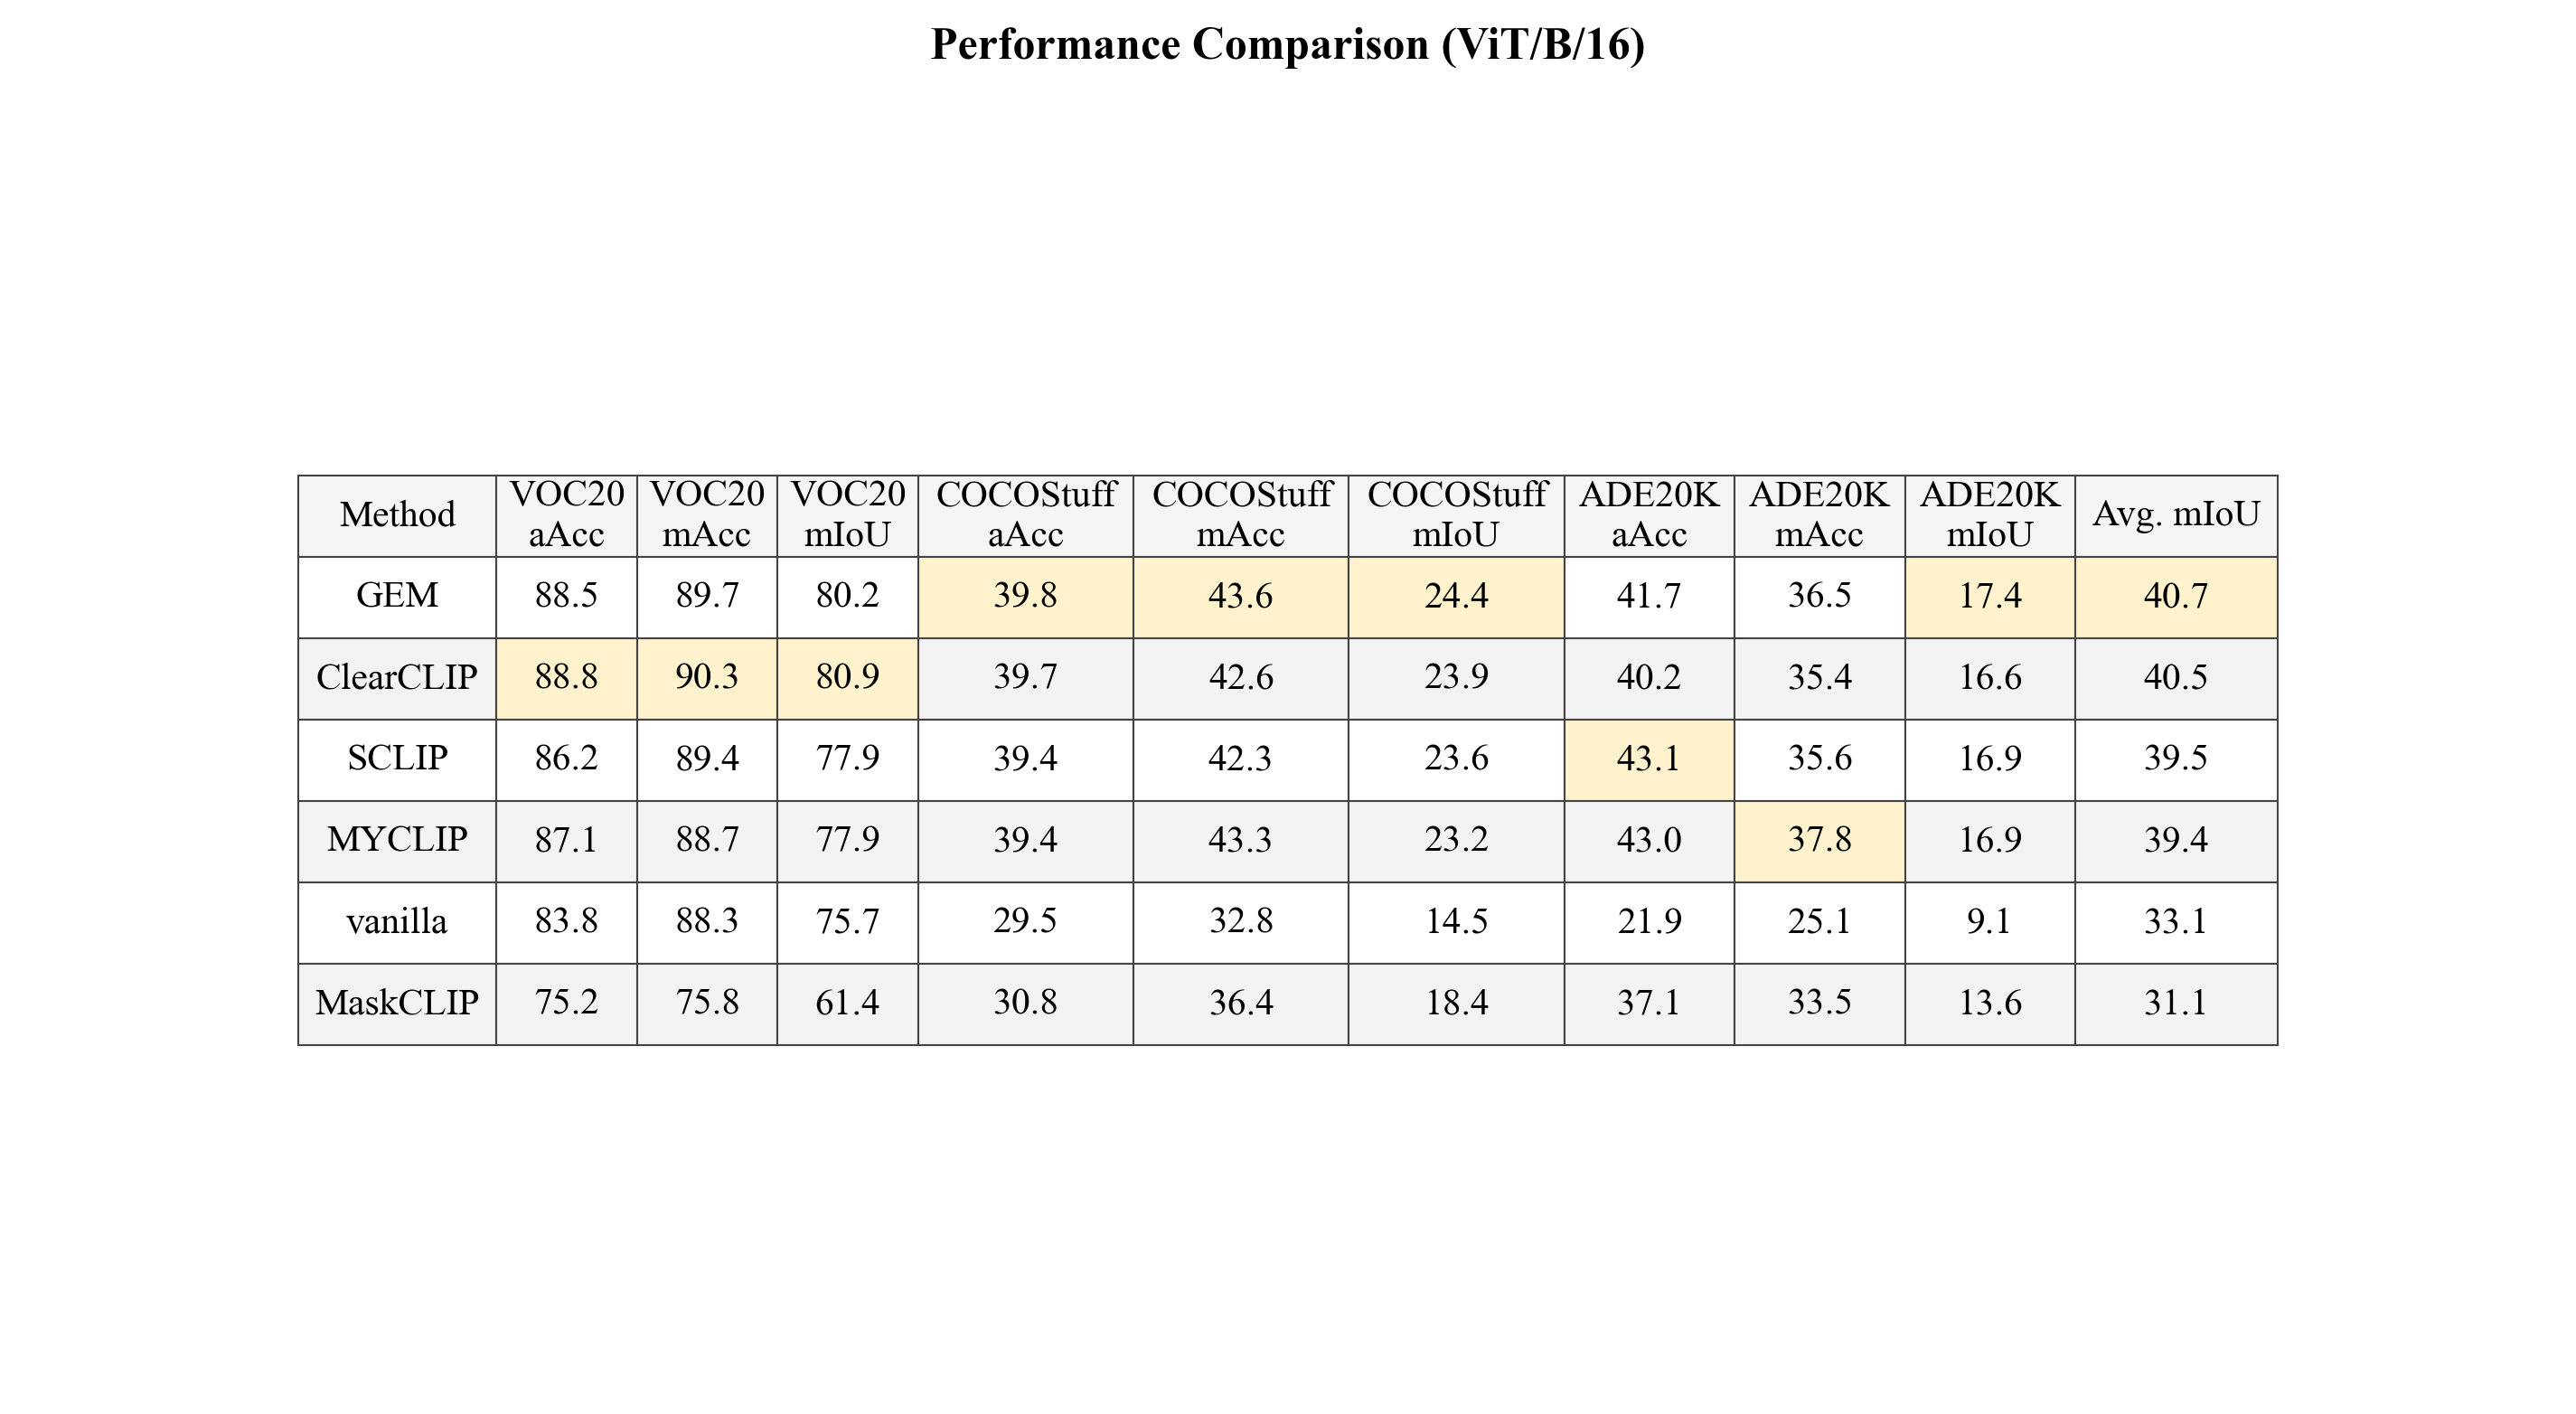 Performance Comparison (ViT/B/16)
Method VOC20 aAcc VOC20 mAcc VOC20 mIoU COCOStuff aAcc COCOStuff mAcc COCOStuff mIoU ADE20K aAcc ADE20K mAcc ADE20K mIoU Avg. mIoU
GEM 88.5 89.7 80.2 39.8 43.6 24.4 41.7 36.5 17.4 40.7
ClearCLIP 88.8 90.3 80.9 39.7 42.6 23.9 40.2 35.4 16.6 40.5
SCLIP 86.2 89.4 77.9 39.4 42.3 23.6 43.1 35.6 16.9 39.5
MYCLIP 87.1 88.7 77.9 39.4 43.3 23.2 43.0 37.8 16.9 39.4
vanilla 83.8 88.3 75.7 29.5 32.8 14.5 21.9 25.1 9.1 33.1
MaskCLIP 75.2 75.8 61.4 30.8 36.4 18.4 37.1 33.5 13.6 31.1